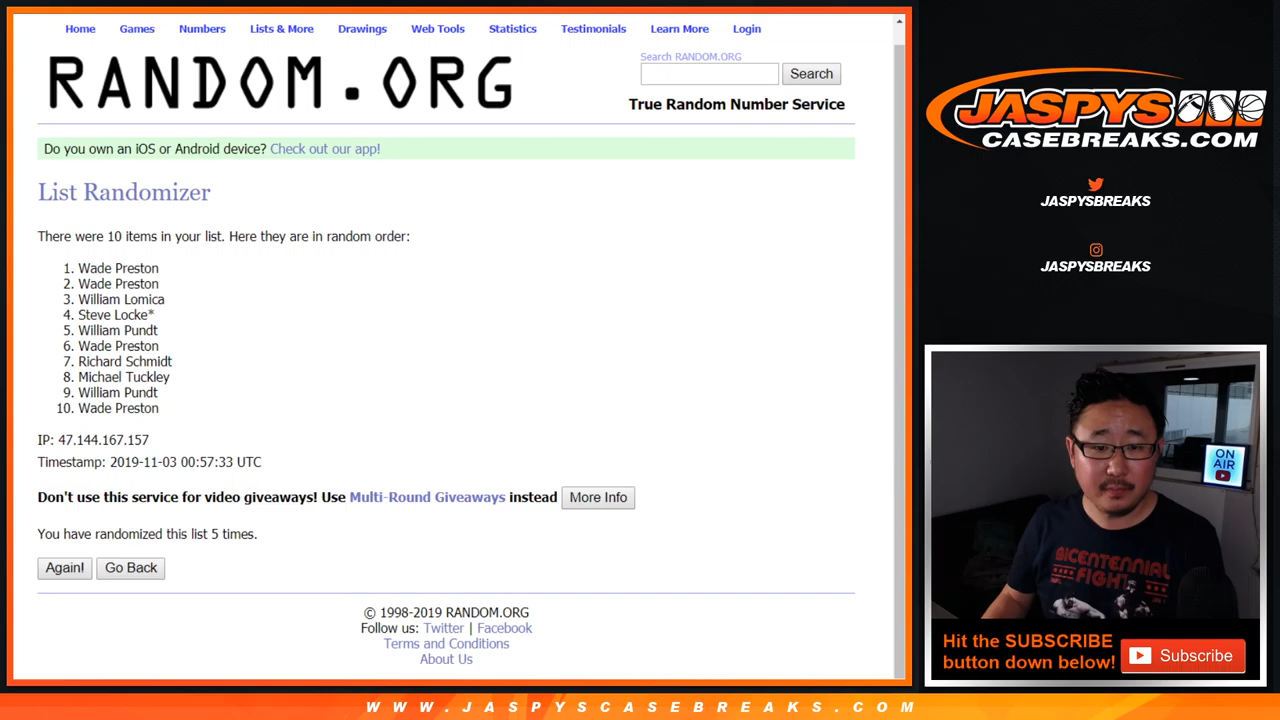 Home Games Numbers Lists & More Drawings Web Tools Statistics Testimonials Learn More Login
RANDOM.ORG
Search RANDOM.ORG
Search
True Random Number Service
Do you own an iOS or Android device? Check out our app!
List Randomizer
There were 10 items in your list. Here they are in random order:
1. Wade Preston
2. Wade Preston
3. William Lomica
4. Steve Locke*
5. William Pundt
6. Wade Preston
7. Richard Schmidt
8. Michael Tuckley
9. William Pundt
10. Wade Preston
IP: 47.144.167.157
Timestamp: 2019-11-03 00:57:33 UTC
Don't use this service for video giveaways! Use Multi-Round Giveaways instead More Info
You have randomized this list 5 times.
Again! Go Back
© 1998-2019 RANDOM.ORG
Follow us: Twitter | Facebook
Terms and Conditions
About Us
JASPYS
CASEBREAKS.COM
JASPYSBREAKS
JASPYSBREAKS
ON
AIR
BICENTENNIAL
FIGHT
Hit the SUBSCRIBE
button down below!
Subscribe
WWW.JASPYSCASEBREAKS.COM